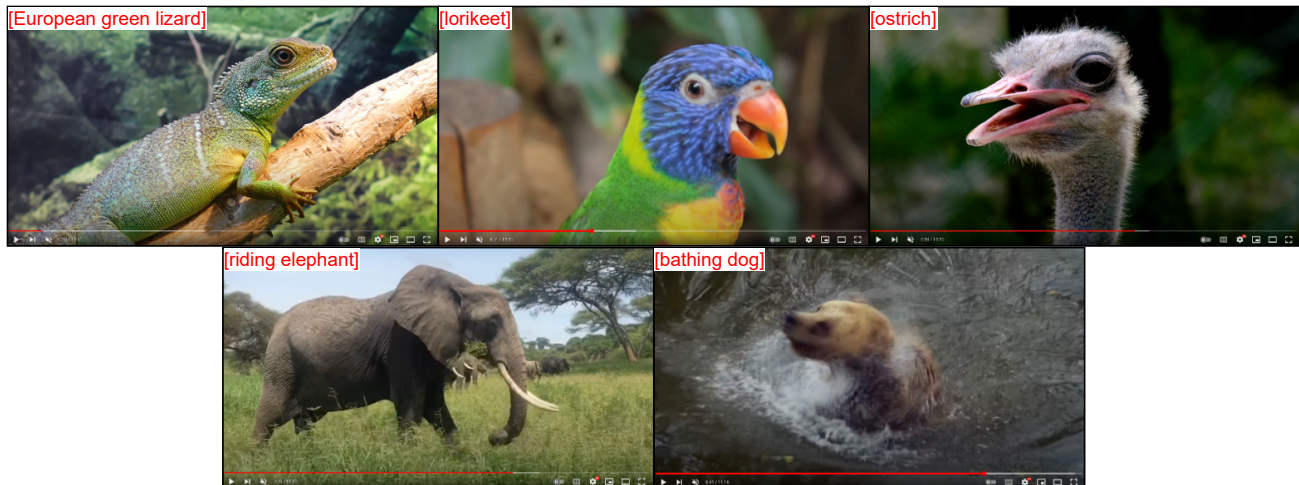 [European green lizard]
[lorikeet]
[ostrich]
[riding elephant]
[bathing dog]